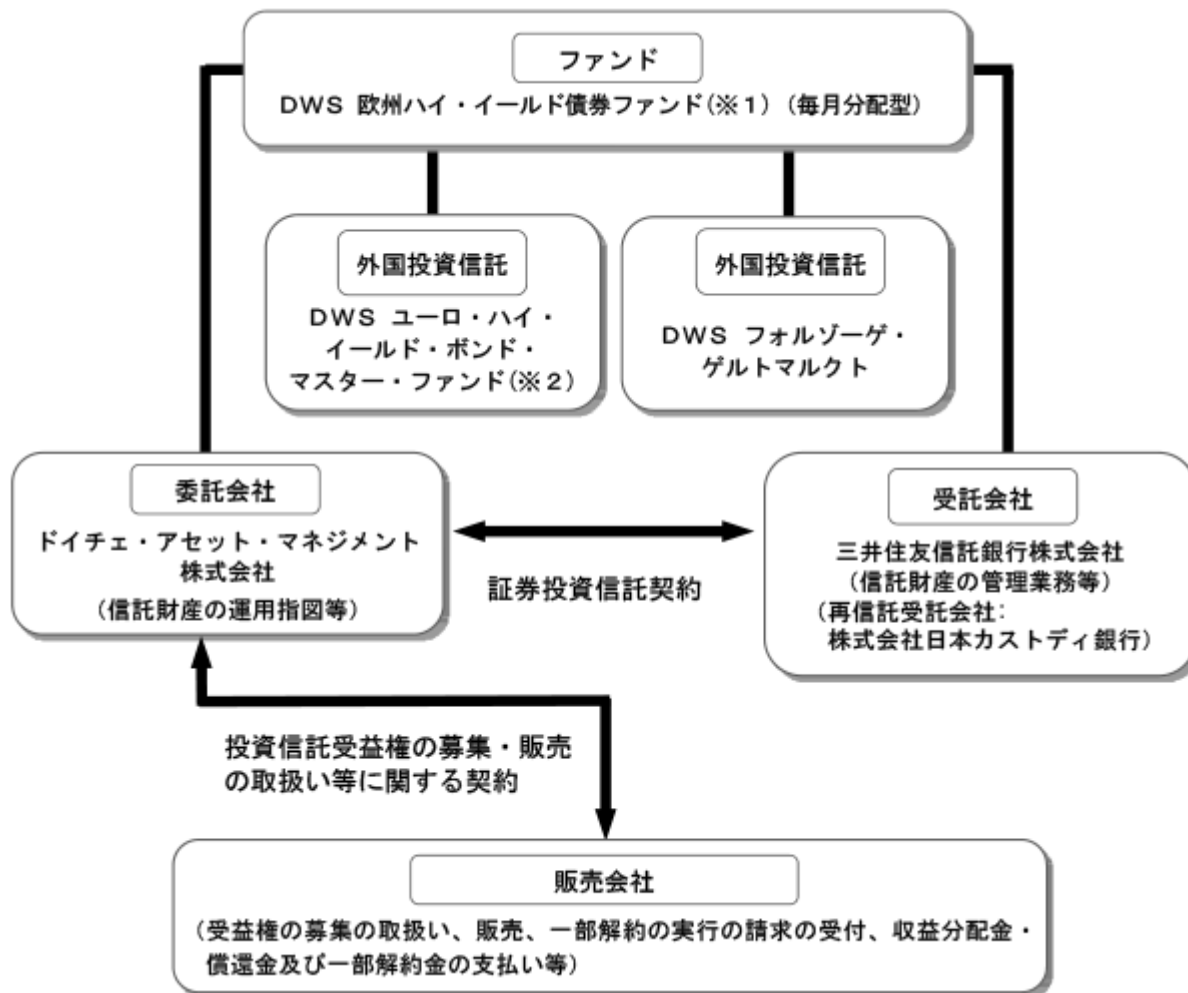 ファンド
DWS 欧州ハイ・イールド債券ファンド(※1)(毎月分配型)
外国投資信託
DWS ユーロ・ハイ・
イールド・ボンド・
マスター・ファンド(※2)
外国投資信託
DWS フォルゾーゲ・
ゲルトマルクト
委託会社
ドイチェ・アセット・マネジメント
株式会社
(信託財産の運用指図等)
証券投資信託契約
受託会社
三井住友信託銀行株式会社
(信託財産の管理業務等)
(再信託受託会社:
株式会社日本カストディ銀行)
投資信託受益権の募集・販売
の取扱い等に関する契約
販売会社
(受益権の募集の取扱い、販売、一部解約の実行の請求の受付、収益分配金・
償還金及び一部解約金の支払い等)